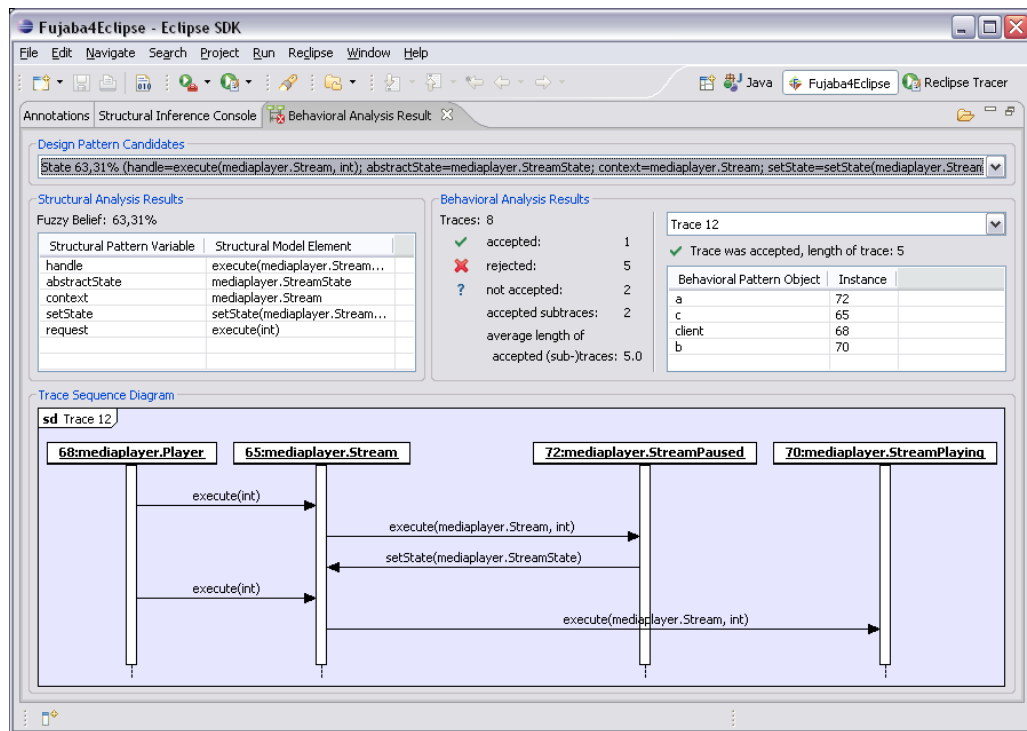 Fujaba4Eclipse - Eclipse SDK
File Edit Navigate Search Project Run Reclipse Window Help
010 Java Fujaba4Eclipse Reclipse Tracer
Annotations Structural Inference Console Behavioral Analysis Result
Design Pattern Candidates
State 63,31% (handle=execute(mediaplayer.Stream, int); abstractState=mediaplayer.StreamState; context=mediaplayer.Stream; setState=setState(mediaplayer.Stream
Structural Analysis Results
Fuzzy Belief: 63,31%
Structural Pattern Variable Structural Model Element
handle execute(mediaplayer.Stream...
abstractState mediaplayer.StreamState
context mediaplayer.Stream
setState setState(mediaplayer.Stream...
request execute(int)
Behavioral Analysis Results
Traces: 8
accepted: 1
rejected: 5
? not accepted: 2
accepted subtraces: 2
average length of
accepted (sub-)traces: 5.0
Trace 12
Trace was accepted, length of trace: 5
Behavioral Pattern Object Instance
a 72
c 65
client 68
b 70
Trace Sequence Diagram
sd Trace 12
68:mediaplayer.Player 65:mediaplayer.Stream 72:mediaplayer.StreamPaused 70:mediaplayer.StreamPlaying
execute(int)
execute(mediaplayer.Stream, int)
setState(mediaplayer.StreamState)
execute(int)
execute(mediaplayer.Stream, int)